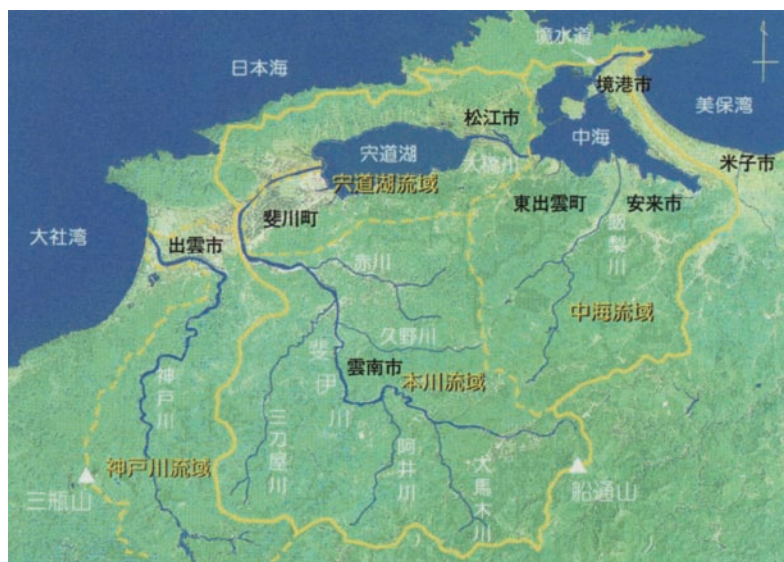 境水道
日本海
境港市
松江市
美保湾
中海
宍道湖
米子市
大橋川
宍道湖流域
東出雲町
安来市
斐川町
飯梨川
大社湾
出雲市
赤川
中海流域
久野川
斐伊川
雲南市
本川流域
神戸川
三刀屋川
阿井川
大馬木川
神戸川流域
三瓶山
船通山